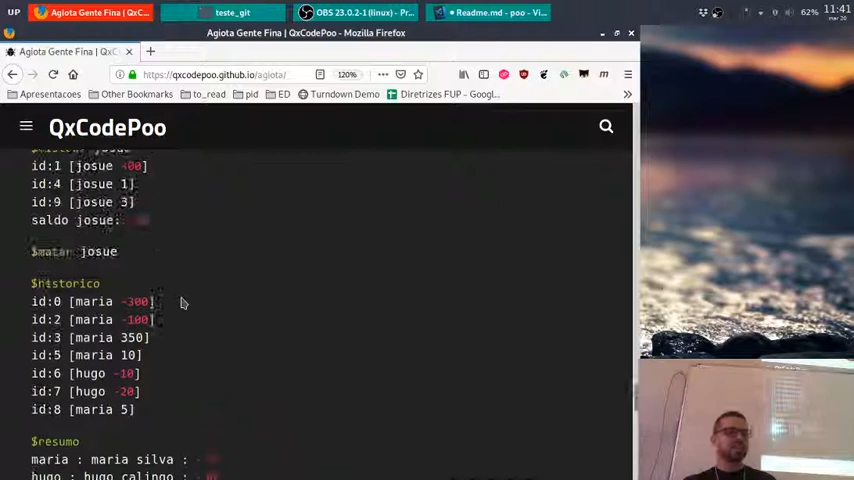 UP
Agiota Gente Fina | QxC
teste_git
OBS 23.0.2-1 (linux) - Pr...
• Readme.md - poo - Vi...
62%
11:41
mar 20
Agiota Gente Fina | QxCodePoo - Mozilla Firefox
Agiota Gente Fina | QxC
https://qxcodepoo.github.io/agiota/
120%
Apresentacoes
Other Bookmarks
to_read
pid
ED
Turndown Demo
Diretrizes FUP - Googl...
QxCodePoo
id:1 [josue
id:4 [josue 1]
id:9 [josue 3]
saldo josue:
$matar josue
$historico
id:0 [maria -300]
id:2 [maria -100]
id:3 [maria 350]
id:5 [maria 10]
id:6 [hugo -10]
id:7 [hugo -20]
id:8 [maria 5]
$resumo
maria : maria silva :
hugo : hugo calingo :